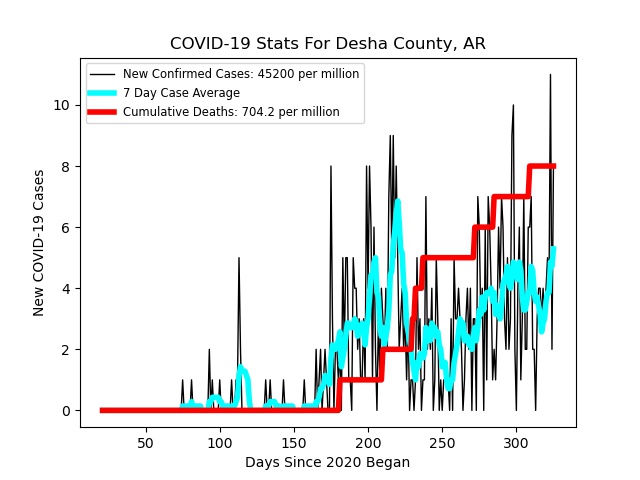 COVID-19 Stats For Desha County, AR
New Confirmed Cases: 45200 per million
7 Day Case Average
Cumulative Deaths: 704.2 per million
New COVID-19 Cases
10
8
6
4
2
0
50 100 150 200 250 300
Days Since 2020 Began